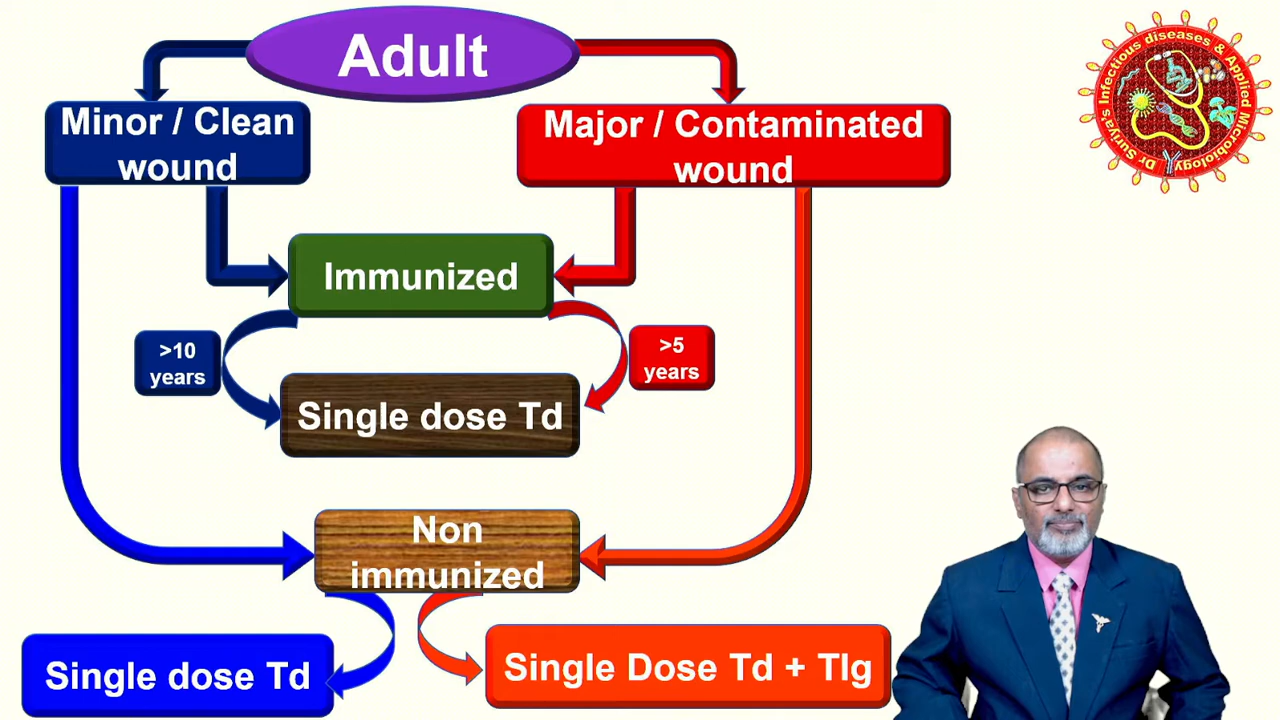 Adult
Minor / Clean
wound
Major / Contaminated
wound
Dr Suriya's Infectious diseases & Applied Microbiology
Immunized
>10
years
>5
years
Single dose Td
Non
immunized
Single dose Td
Single Dose Td + TIg